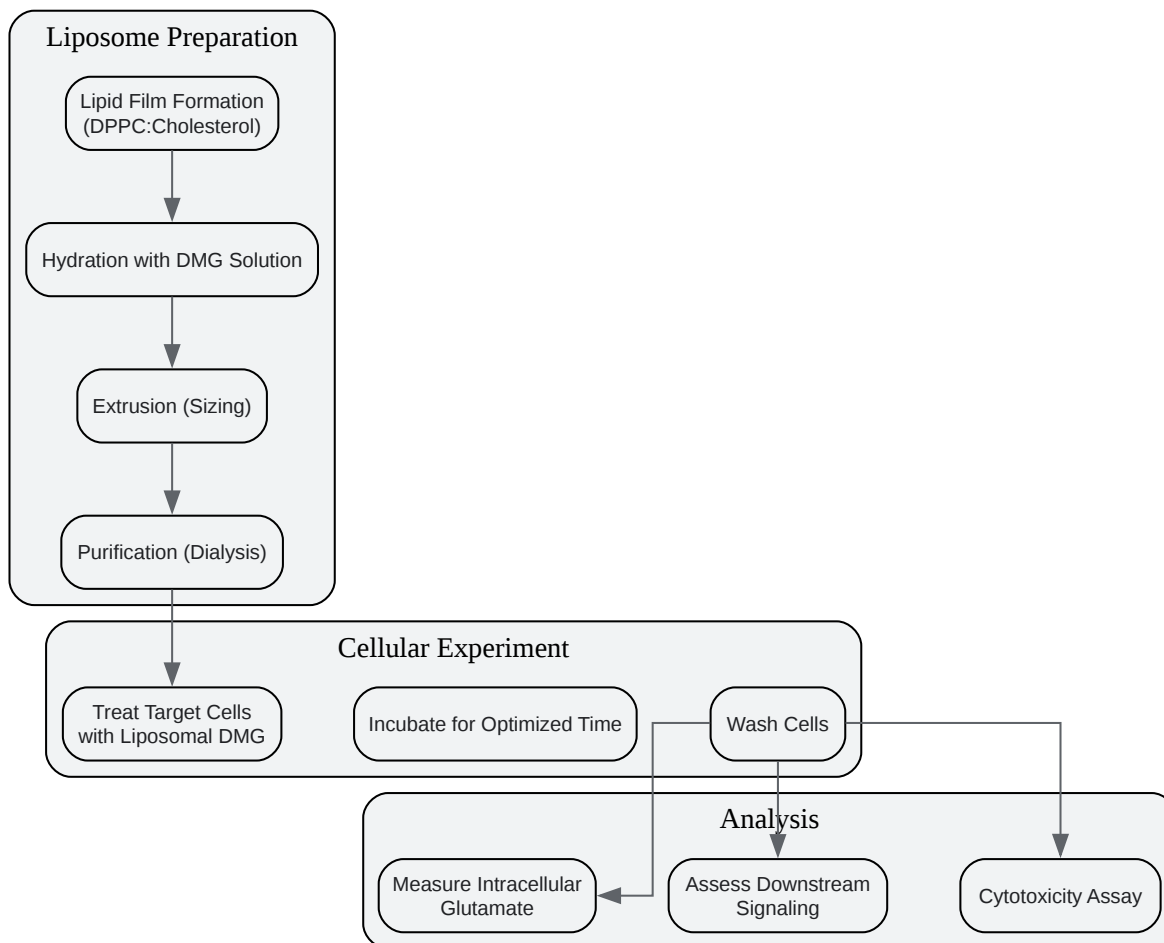 Liposome Preparation
Lipid Film Formation
(DPPC:Cholesterol)
Hydration with DMG Solution
Extrusion (Sizing)
Purification (Dialysis)
Cellular Experiment
Treat Target Cells
with Liposomal DMG
Incubate for Optimized Time
Wash Cells
Analysis
Measure Intracellular
Glutamate
Assess Downstream
Signaling
Cytotoxicity Assay